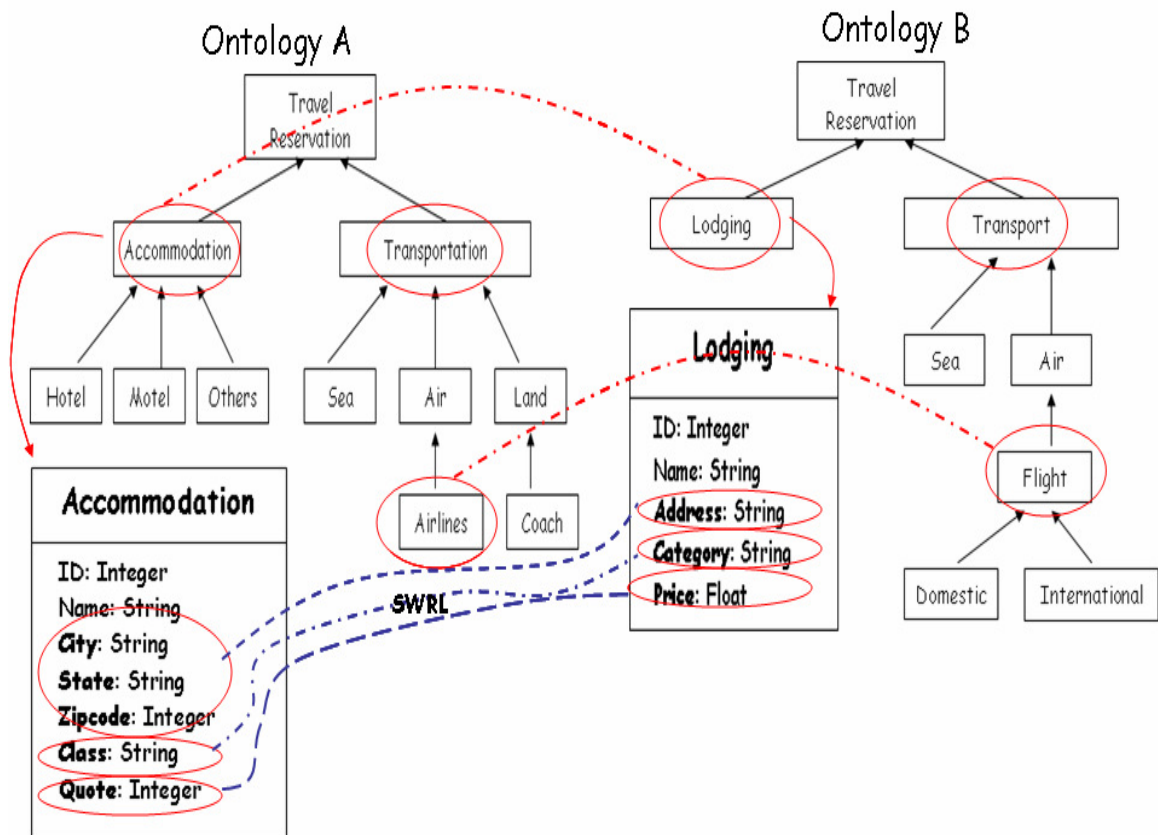 Ontology A
Ontology B
Travel
Reservation
Travel
Reservation
Accommodation
Transportation
Lodging
Transport
Hotel
Motel
Others
Sea
Air
Land
Sea
Air
Airlines
Coach
Flight
Domestic
International
Lodging
ID: Integer
Name: String
Address: String
Category: String
Price: Float
SWRL
Accommodation
ID: Integer
Name: String
City: String
State: String
Zipcode: Integer
Class: String
Quote: Integer